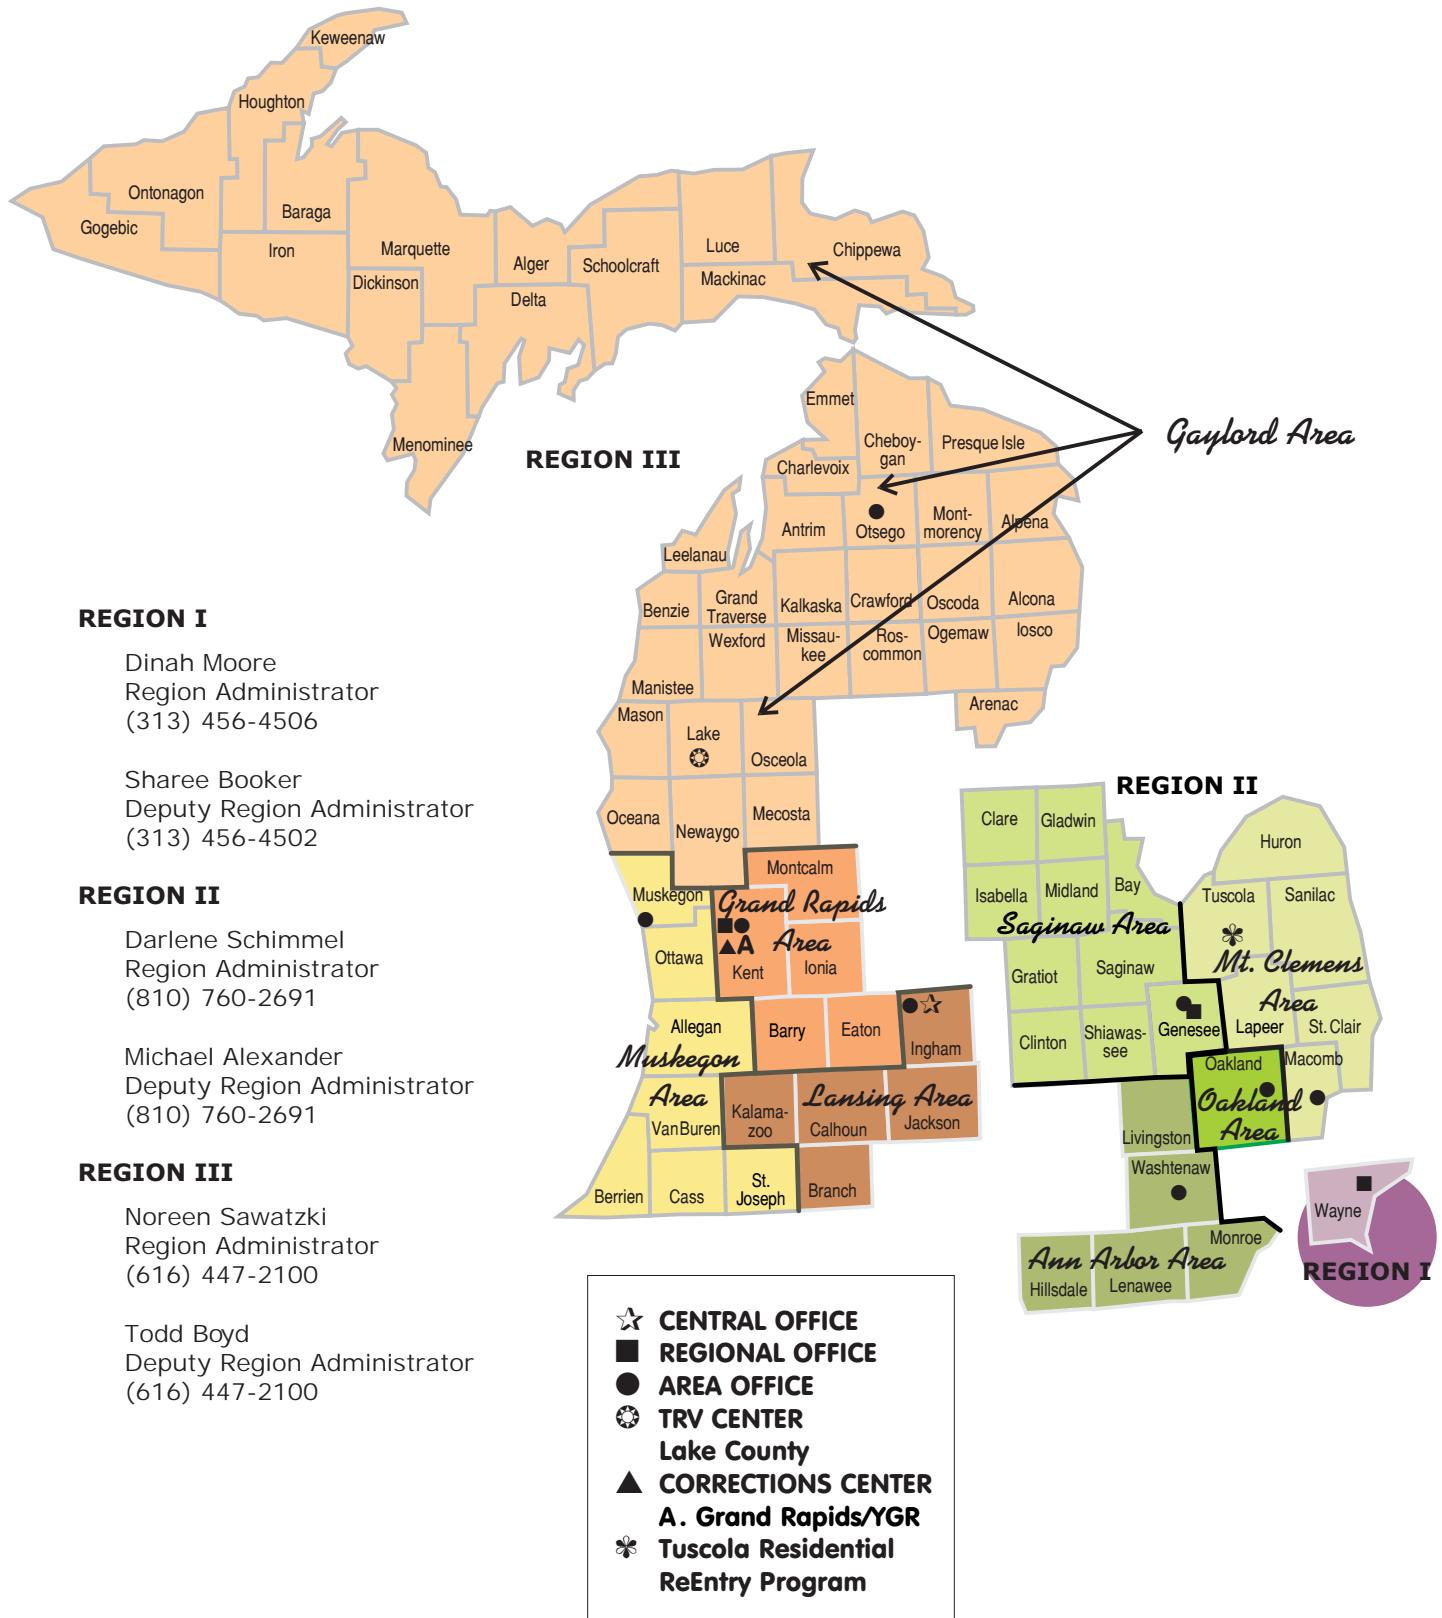 Keweenaw
Houghton
Ontonagon
Baraga
Gogebic
Iron
Marquette
Dickinson
Alger
Delta
Schoolcraft
Luce
Mackinac
Chippewa
Menominee
REGION III
Gaylord Area
Emmet
Cheboy-
gan
Presque Isle
Charlevoix
Antrim
Otsego
Mont-
morency
Alpena
Leelanau
Benzie
Grand
Traverse
Kalkaska
Crawford
Oscoda
Alcona
Manistee
Wexford
Missau-
kee
Ros-
common
Ogemaw
Iosco
Arenac
Mason
Lake
Osceola
Oceana
Newaygo
Mecosta
REGION I
Dinah Moore
Region Administrator
(313) 456-4506
Sharee Booker
Deputy Region Administrator
(313) 456-4502
REGION II
Darlene Schimmel
Region Administrator
(810) 760-2691
Michael Alexander
Deputy Region Administrator
(810) 760-2691
REGION III
Noreen Sawatzki
Region Administrator
(616) 447-2100
Todd Boyd
Deputy Region Administrator
(616) 447-2100
Muskegon
Ottawa
Allegan
Muskegon
Area
Van Buren
Berrien
Cass
St.
Joseph
Montcalm
Grand Rapids
Area
A
Kent
Ionia
Barry
Eaton
Ingham
Kalama-
zoo
Lansing Area
Calhoun
Jackson
Branch
REGION II
Clare
Gladwin
Isabella
Midland
Bay
Saginaw Area
Gratiot
Saginaw
Clinton
Shiawas-
see
Genesee
Huron
Tuscola
Sanilac
Mt. Clemens
Area
Lapeer
St. Clair
Macomb
Oakland
Oakland
Area
Livingston
Washtenaw
Ann Arbor Area
Hillsdale
Lenawee
Monroe
Wayne
REGION I
CENTRAL OFFICE
REGIONAL OFFICE
AREA OFFICE
TRV CENTER
Lake County
CORRECTIONS CENTER
A. Grand Rapids/YGR
Tuscola Residential
ReEntry Program